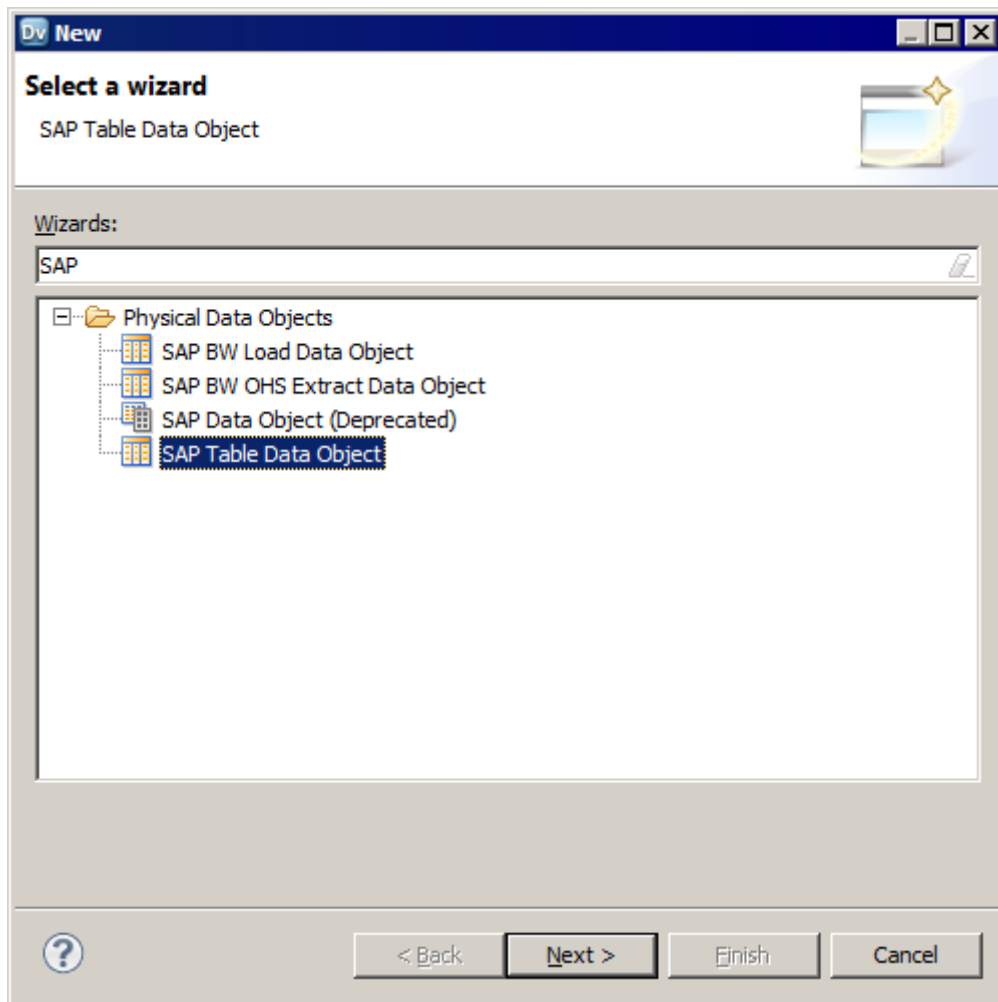 Dv New
Select a wizard
SAP Table Data Object
Wizards:
SAP
Physical Data Objects
SAP BW Load Data Object
SAP BW OHS Extract Data Object
SAP Data Object (Deprecated)
SAP Table Data Object
? < Back Next > Finish Cancel